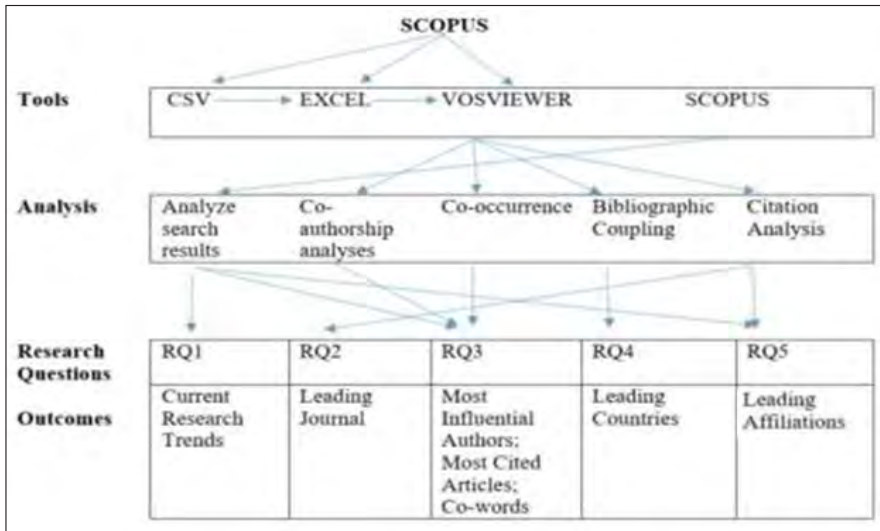 SCOPUS
Tools
CSV
EXCEL
VOSVIEWER
SCOPUS
Analysis
Analyze
search
results
Co-
authorship
analyses
Co-occurrence
Bibliographic
Coupling
Citation
Analysis
Research
Questions
RQ1
RQ2
RQ3
RQ4
RQ5
Outcomes
Current
Research
Trends
Leading
Journal
Most
Influential
Authors;
Most Cited
Articles;
Co-words
Leading
Countries
Leading
Affiliations